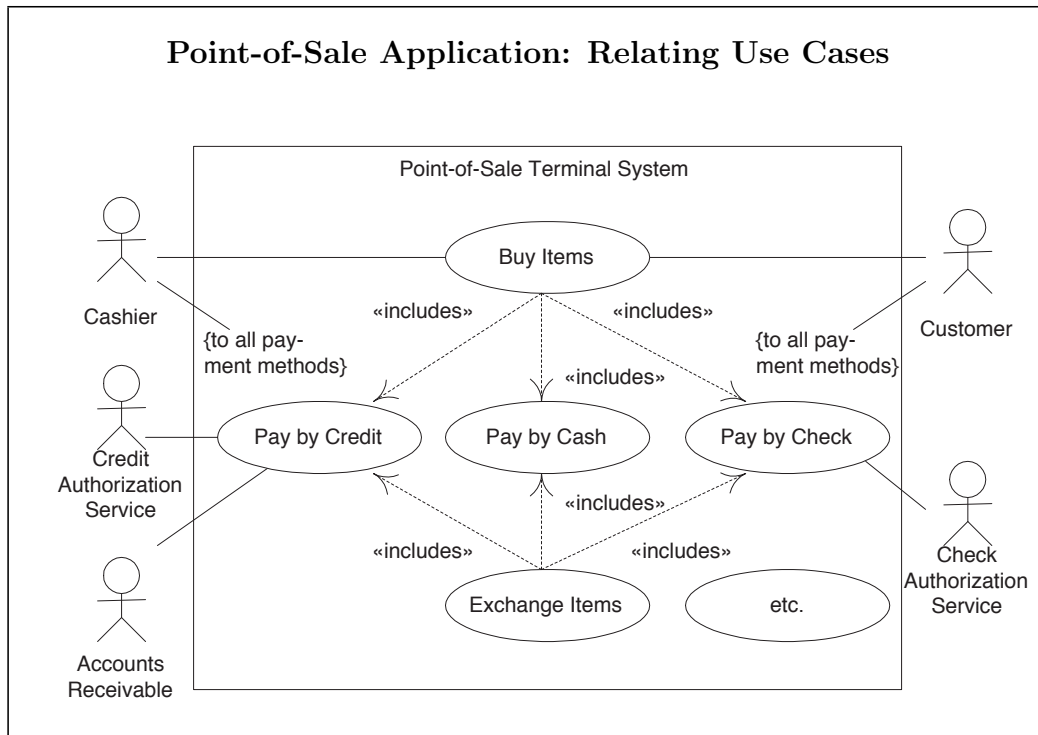 Point-of-Sale Application: Relating Use Cases
Point-of-Sale Terminal System
Buy Items
Cashier
Customer
«includes»
«includes»
«includes»
{to all pay-
ment methods}
{to all pay-
ment methods}
Pay by Credit
Pay by Cash
Pay by Check
Credit
Authorization
Service
«includes»
«includes»
«includes»
Check
Authorization
Service
Exchange Items
etc.
Accounts
Receivable